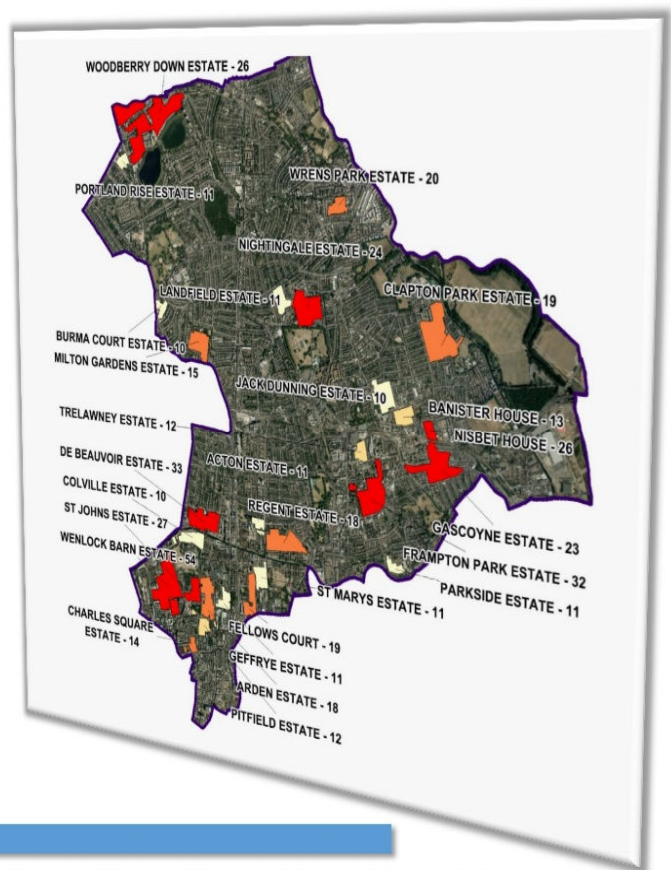 WOODBERRY DOWN ESTATE - 26
WRENS PARK ESTATE - 20
PORTLAND RISE ESTATE - 11
NIGHTINGALE ESTATE - 24
LANDFIELD ESTATE - 11
CLAPTON PARK ESTATE - 19
BURMA COURT ESTATE - 10
MILTON GARDENS ESTATE - 15
JACK DUNNING ESTATE - 10
BANISTER HOUSE - 13
TRELAWNEY ESTATE - 12
NISBET HOUSE - 26
DE BEAUVOIR ESTATE - 33
ACTON ESTATE - 11
COLVILLE ESTATE - 10
REGENT ESTATE - 18
ST JOHNS ESTATE - 27
GASCOYNE ESTATE - 23
WENLOCK BARN ESTATE - 54
FRAMPTON PARK ESTATE - 32
PARKSIDE ESTATE - 11
ST MARYS ESTATE - 11
CHARLES SQUARE
ESTATE - 14
FELLOWS COURT - 19
GEFFRYE ESTATE - 11
ARDEN ESTATE - 18
PITFIELD ESTATE - 12